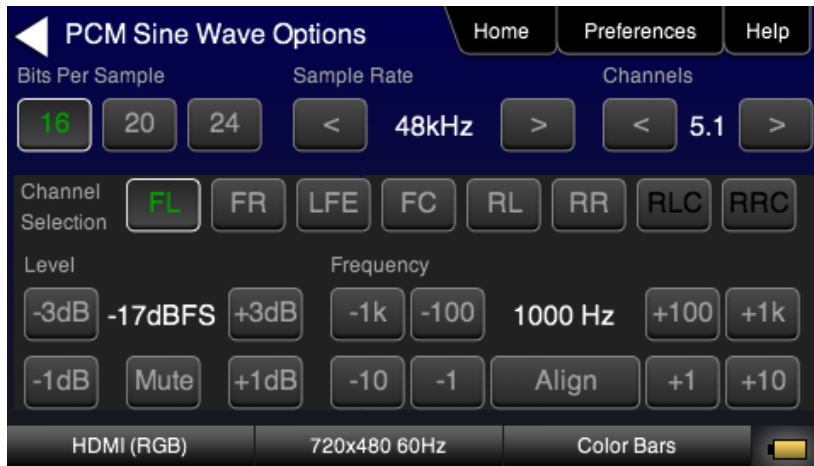 PCM Sine Wave Options Home Preferences Help
Bits Per Sample Sample Rate Channels
16 20 24 < 48kHz > < 5.1 >
Channel Selection FL FR LFE FC RL RR RLC RRC
Level Frequency
-3dB -17dBFS +3dB -1k -100 1000 Hz +100 +1k
-1dB Mute +1dB -10 -1 Align +1 +10
HDMI (RGB) 720x480 60Hz Color Bars